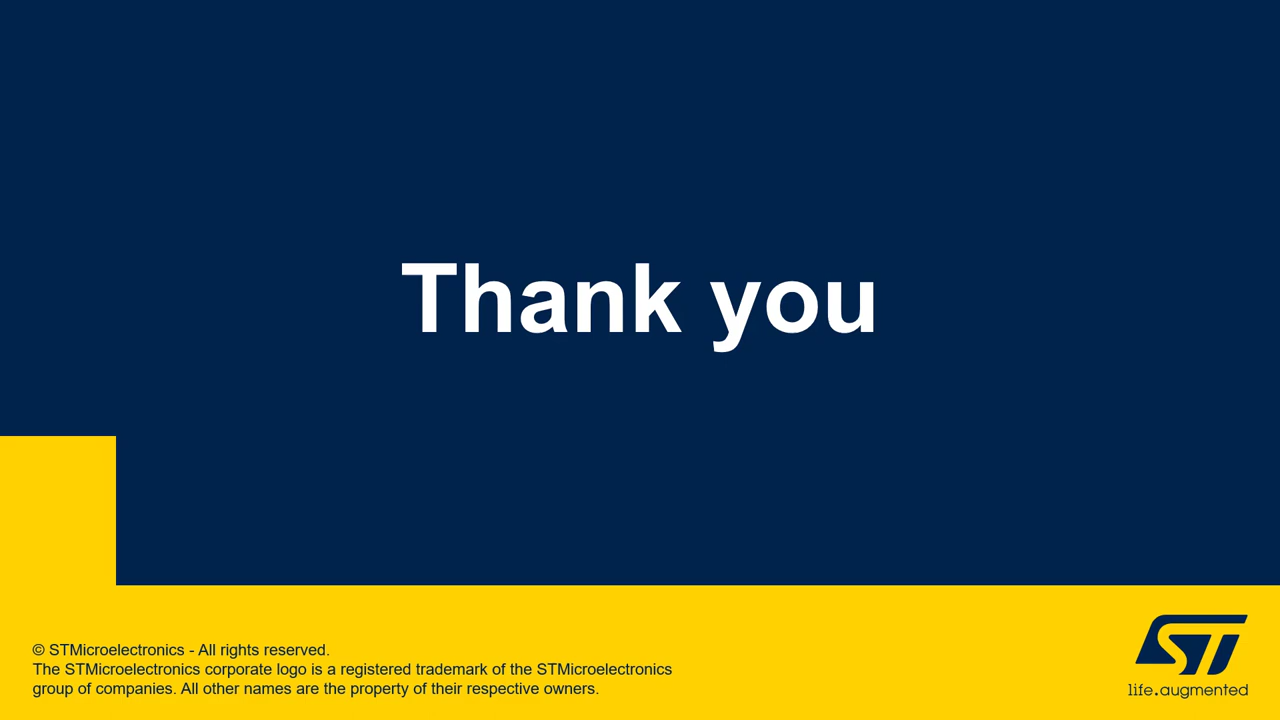 Thank you
© STMicroelectronics - All rights reserved.
The STMicroelectronics corporate logo is a registered trademark of the STMicroelectronics
group of companies. All other names are the property of their respective owners.
ST
life.augmented